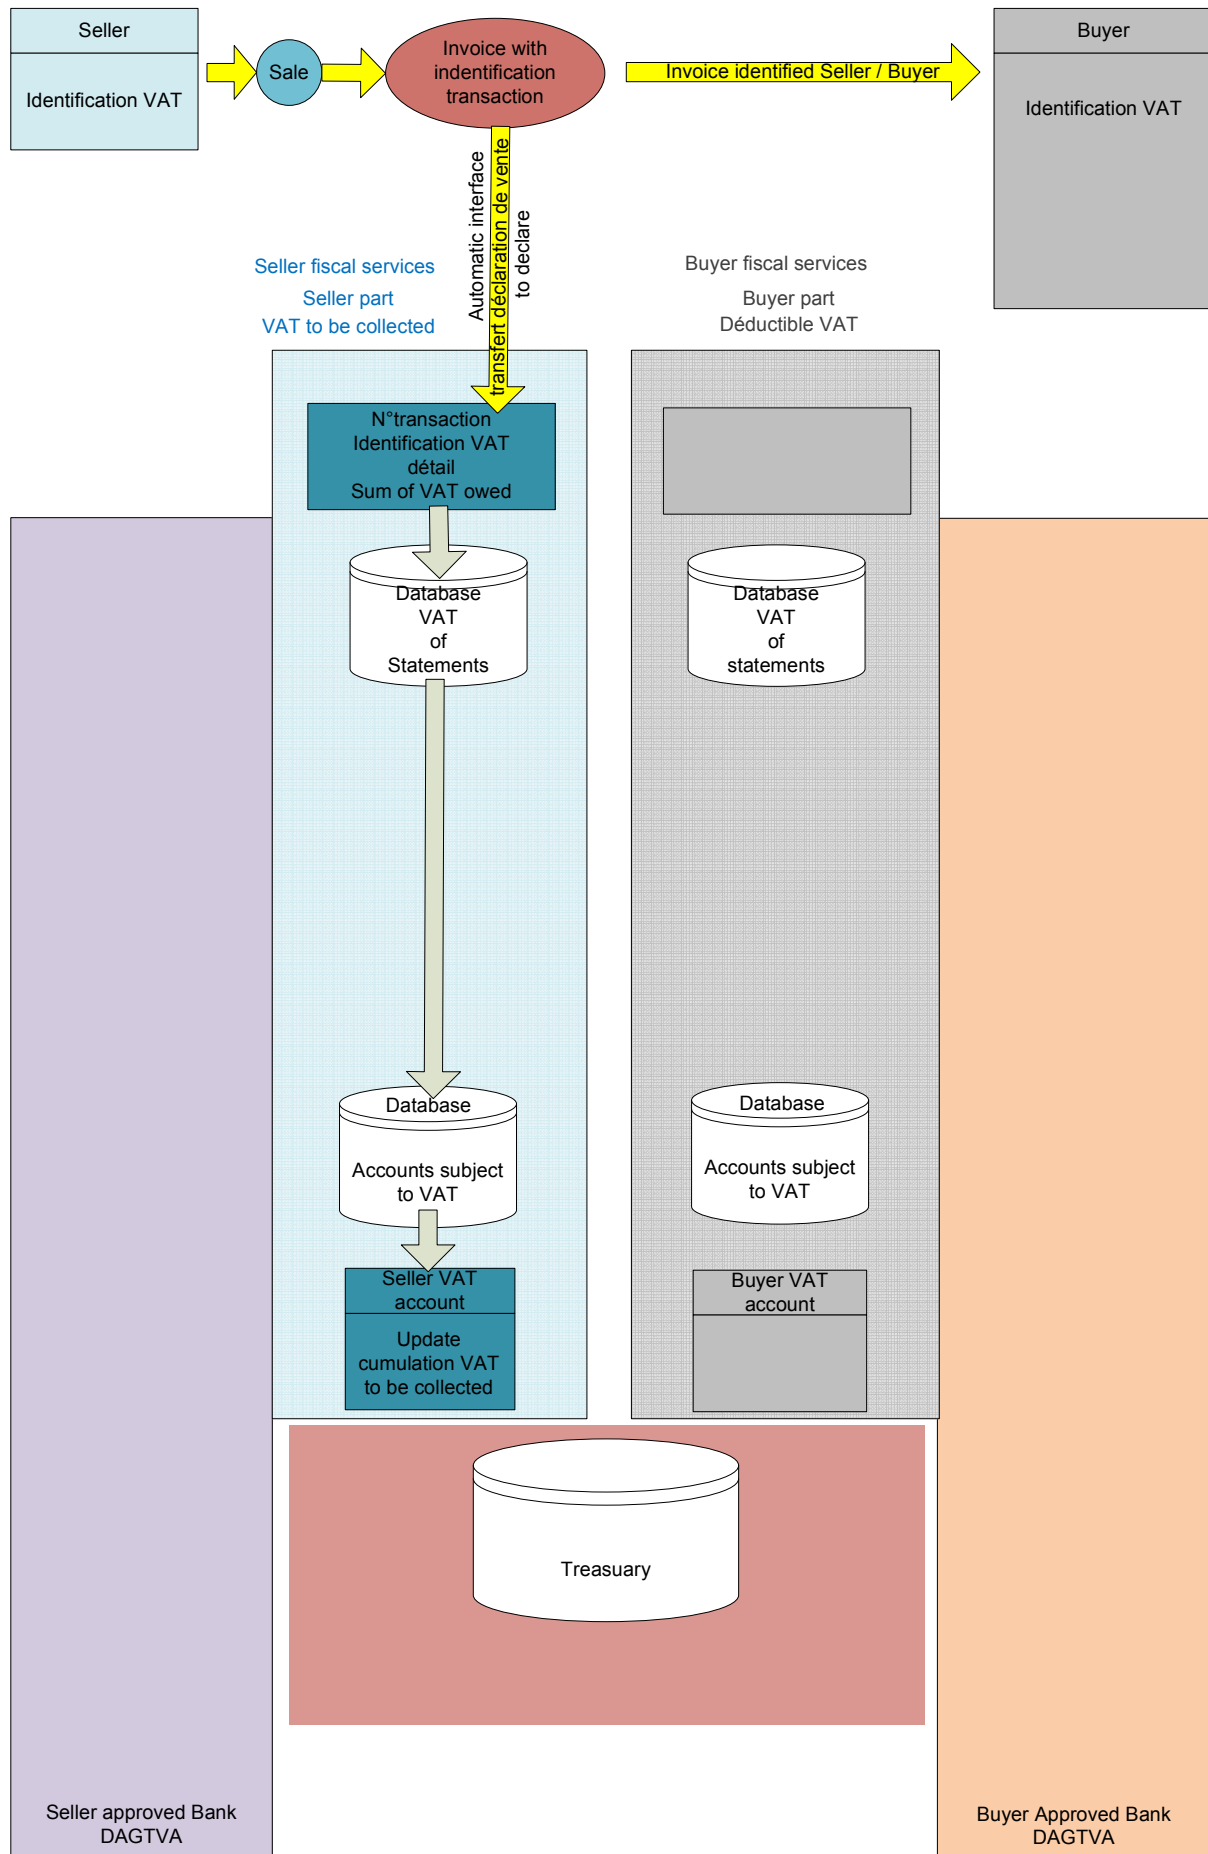 Seller
Identification VAT
Sale
Invoice with
indentification
transaction
Invoice identified Seller / Buyer
Buyer
Identification VAT
Automatic interface
transfert déclaration de vente
to declare
Seller fiscal services
Seller part
VAT to be collected
Buyer fiscal services
Buyer part
Déductible VAT
N°transaction
Identification VAT
détail
Sum of VAT owed
Database
VAT
of
Statements
Database
VAT
of
statements
Database
Accounts subject
to VAT
Database
Accounts subject
to VAT
Seller VAT
account
Update
cumulation VAT
to be collected
Buyer VAT
account
Treasuary
Seller approved Bank
DAGTVA
Buyer Approved Bank
DAGTVA